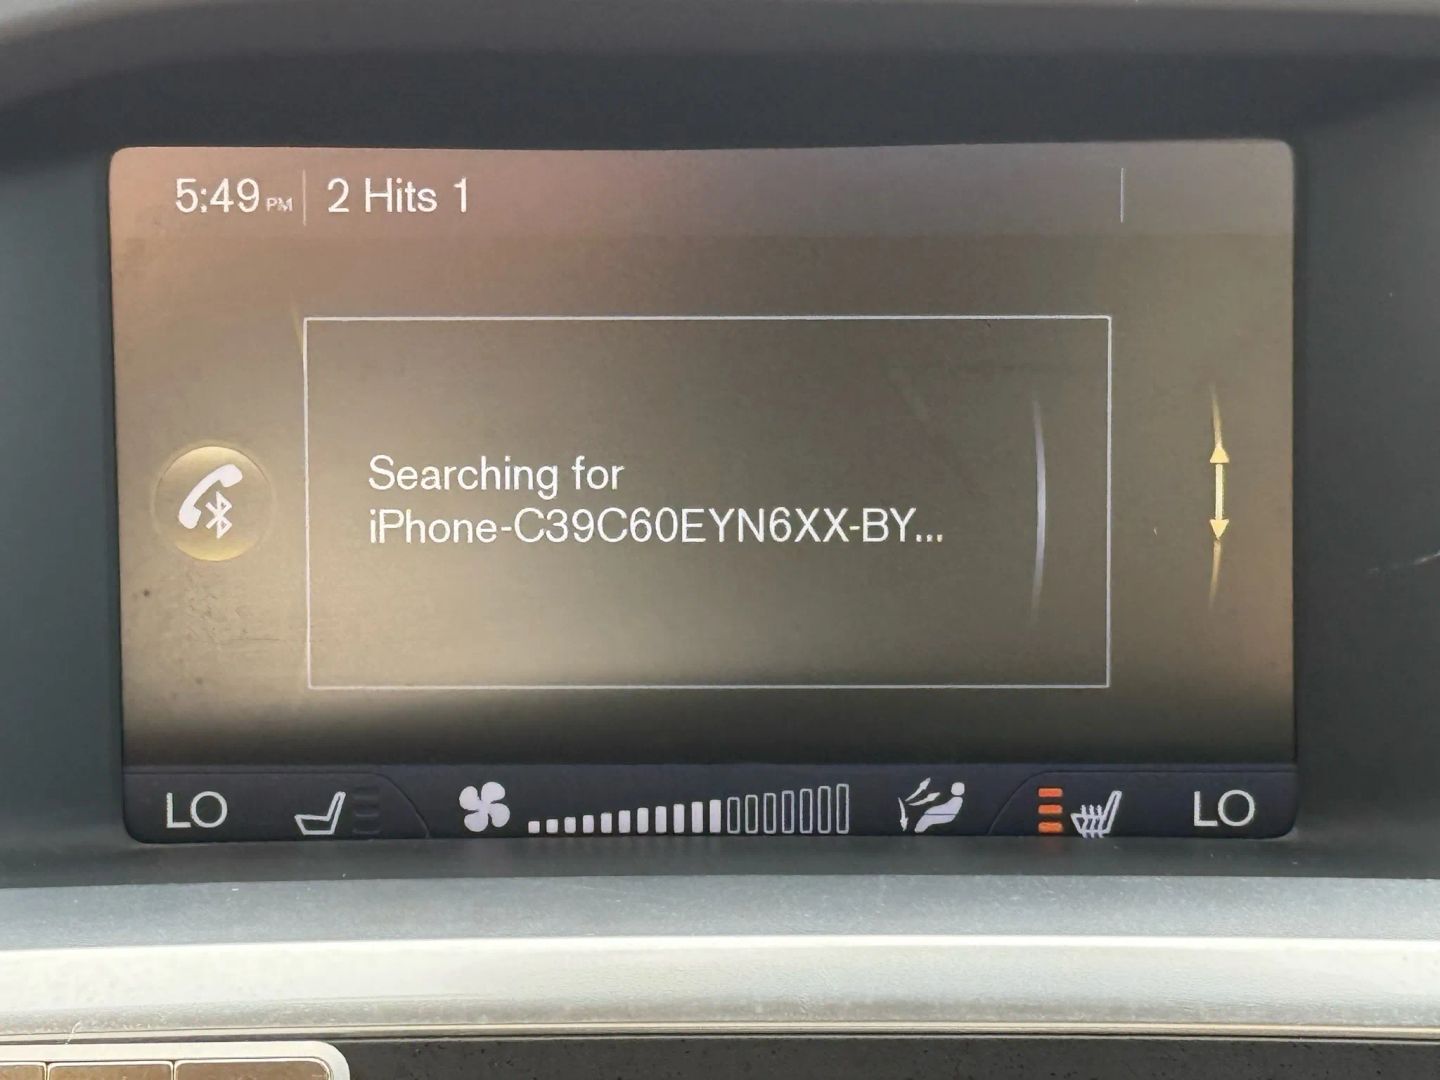 5:49 PM 2 Hits 1
Searching for
iPhone-C39C60EYN6XX-BY...
LO LO